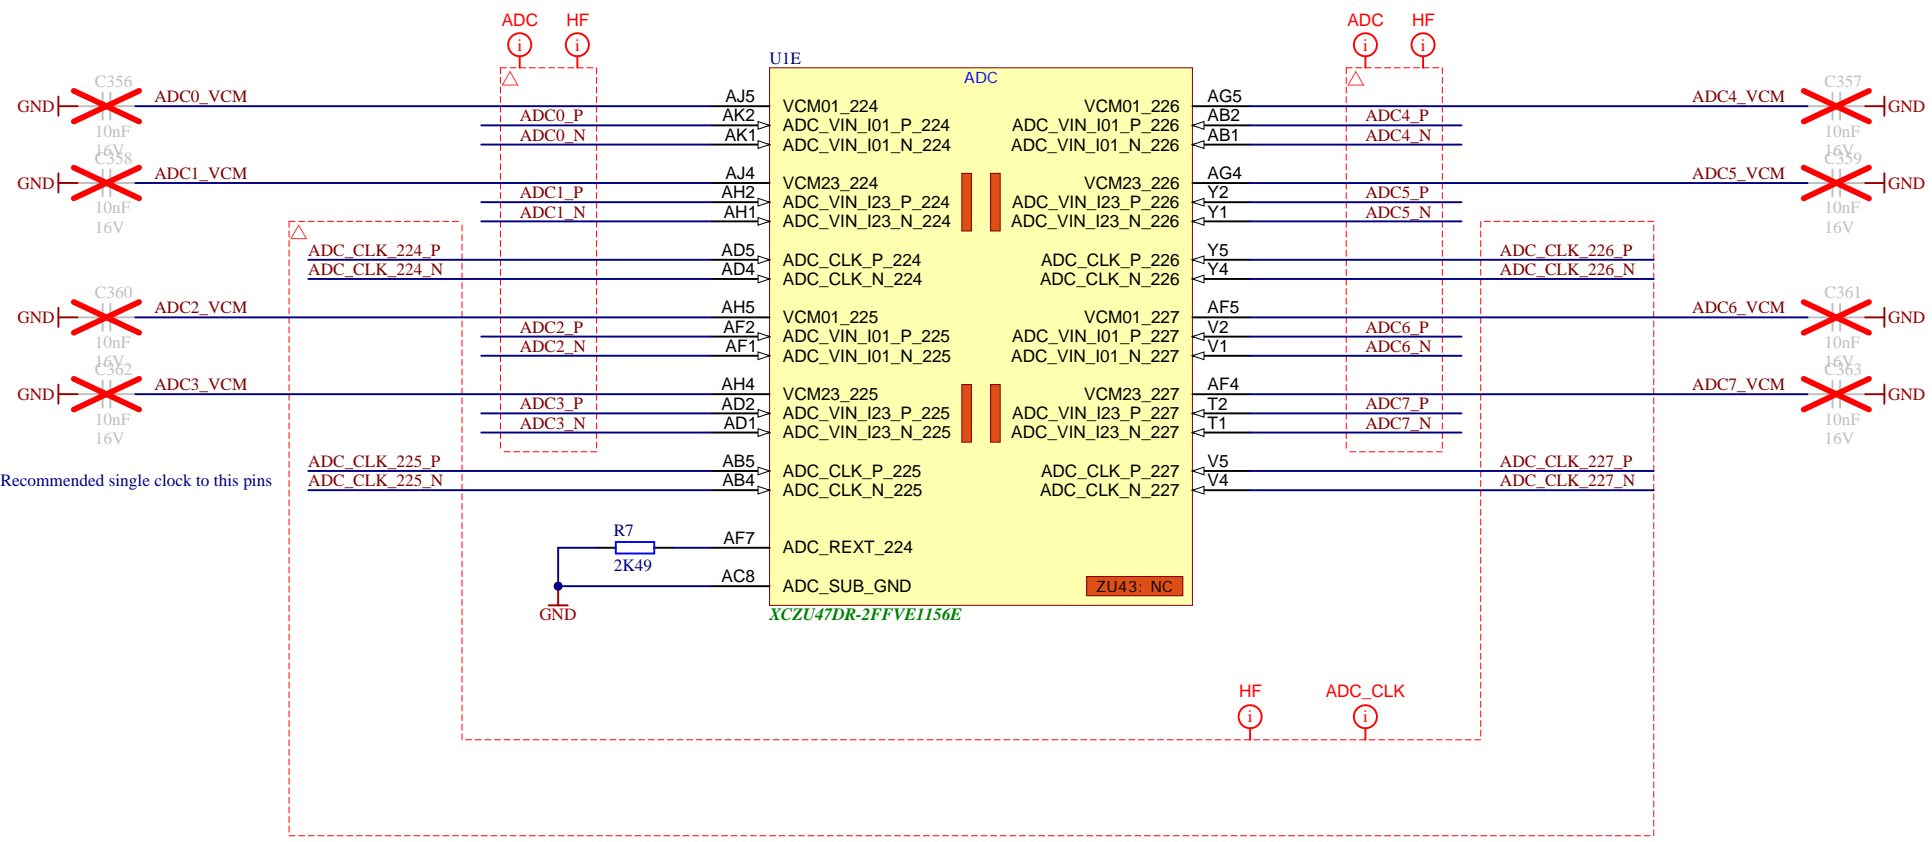 ADC HF
ADC HF
U1E
ADC
C356
GND
10nF
16V
ADC0_VCM
AJ5
VCM01_224
ADC0_P
AK2
ADC_VIN_I01_P_224
ADC0_N
AK1
ADC_VIN_I01_N_224
C358
GND
10nF
16V
ADC1_VCM
AJ4
VCM23_224
ADC1_P
AH2
ADC_VIN_I23_P_224
ADC1_N
AH1
ADC_VIN_I23_N_224
ADC_CLK_224_P
AD5
ADC_CLK_P_224
ADC_CLK_224_N
AD4
ADC_CLK_N_224
C360
GND
10nF
16V
ADC2_VCM
AH5
VCM01_225
ADC2_P
AF2
ADC_VIN_I01_P_225
ADC2_N
AF1
ADC_VIN_I01_N_225
C362
GND
10nF
16V
ADC3_VCM
AH4
VCM23_225
ADC3_P
AD2
ADC_VIN_I23_P_225
ADC3_N
AD1
ADC_VIN_I23_N_225
ADC_CLK_225_P
AB5
ADC_CLK_P_225
Recommended single clock to this pins
ADC_CLK_225_N
AB4
ADC_CLK_N_225
R7
2K49
AF7
ADC_REXT_224
AC8
ADC_SUB_GND
GND
VCM01_226
AG5
ADC4_VCM
C357
GND
10nF
16V
ADC_VIN_I01_P_226
AB2
ADC4_P
ADC_VIN_I01_N_226
AB1
ADC4_N
VCM23_226
AG4
ADC5_VCM
C359
GND
10nF
16V
ADC_VIN_I23_P_226
Y2
ADC5_P
ADC_VIN_I23_N_226
Y1
ADC5_N
ADC_CLK_P_226
Y5
ADC_CLK_226_P
ADC_CLK_N_226
Y4
ADC_CLK_226_N
VCM01_227
AF5
ADC6_VCM
C361
GND
10nF
16V
ADC_VIN_I01_P_227
V2
ADC6_P
ADC_VIN_I01_N_227
V1
ADC6_N
VCM23_227
AF4
ADC7_VCM
C363
GND
10nF
16V
ADC_VIN_I23_P_227
T2
ADC7_P
ADC_VIN_I23_N_227
T1
ADC7_N
ADC_CLK_P_227
V5
ADC_CLK_227_P
ADC_CLK_N_227
V4
ADC_CLK_227_N
ZU43: NC
XCZU47DR-2FFVE1156E
HF ADC_CLK